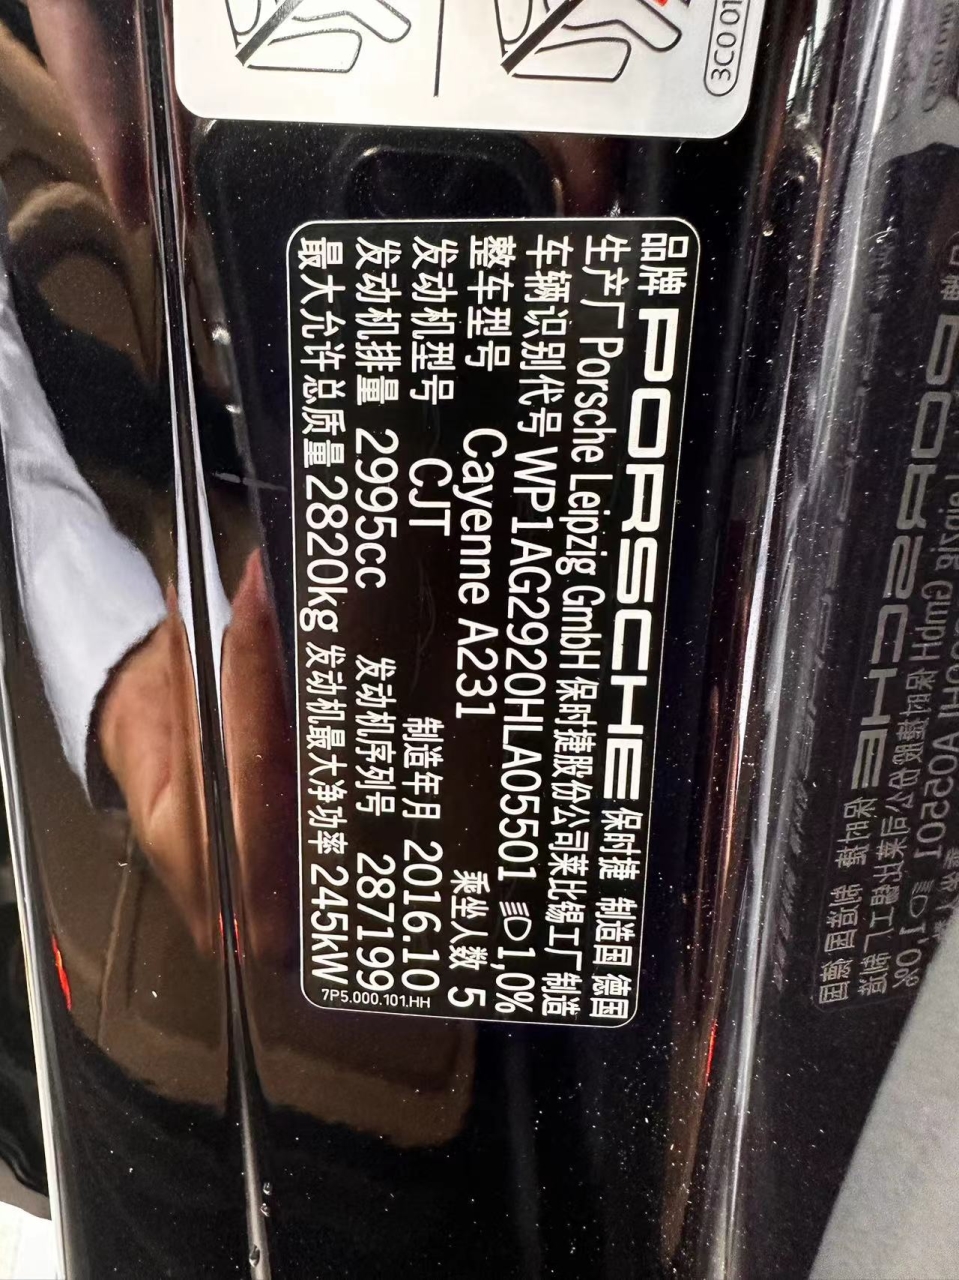 3C0 01
品牌 PORSCHE 保时捷 制造国 德国
生产厂 Porsche Leipzig GmbH 保时捷股份公司莱比锡工厂 制造
车辆识别代号 WP1AG2920HLA05501 1,0%
整车型号 Cayenne A231 乘坐人数 5
发动机型号 CJT 制造年月 2016.10
发动机排量 2995cc 发动机序列号 287199
最大允许总质量 2820kg 发动机最大净功率 245kW
7P5.000.101.HH